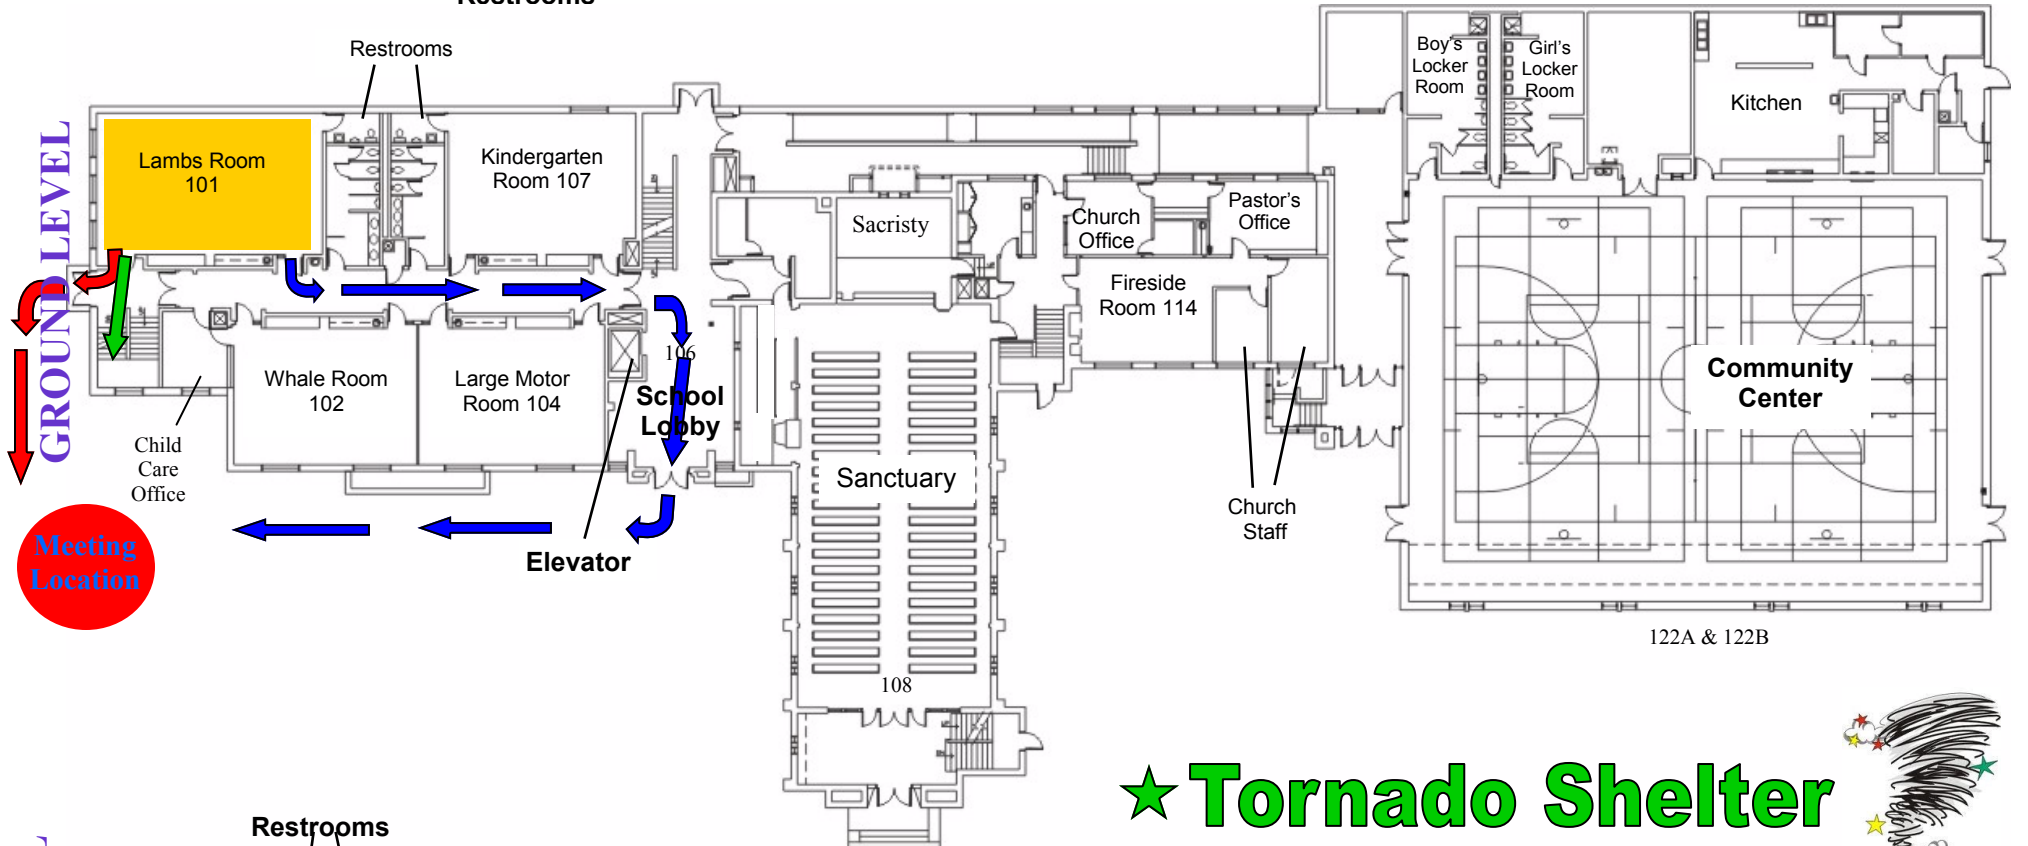 Restrooms
Restrooms
Boy's
Locker
Room
Girl's
Locker
Room
Kitchen
GROUND LEVEL
Lambs Room
101
Kindergarten
Room 107
Sacristy
Church
Office
Pastor's
Office
Fireside
Room 114
106
School
Lobby
Whale Room
102
Large Motor
Room 104
Community
Center
Child
Care
Office
Sanctuary
Church
Staff
Meeting
Location
Elevator
122A & 122B
108
Tornado Shelter
Restrooms